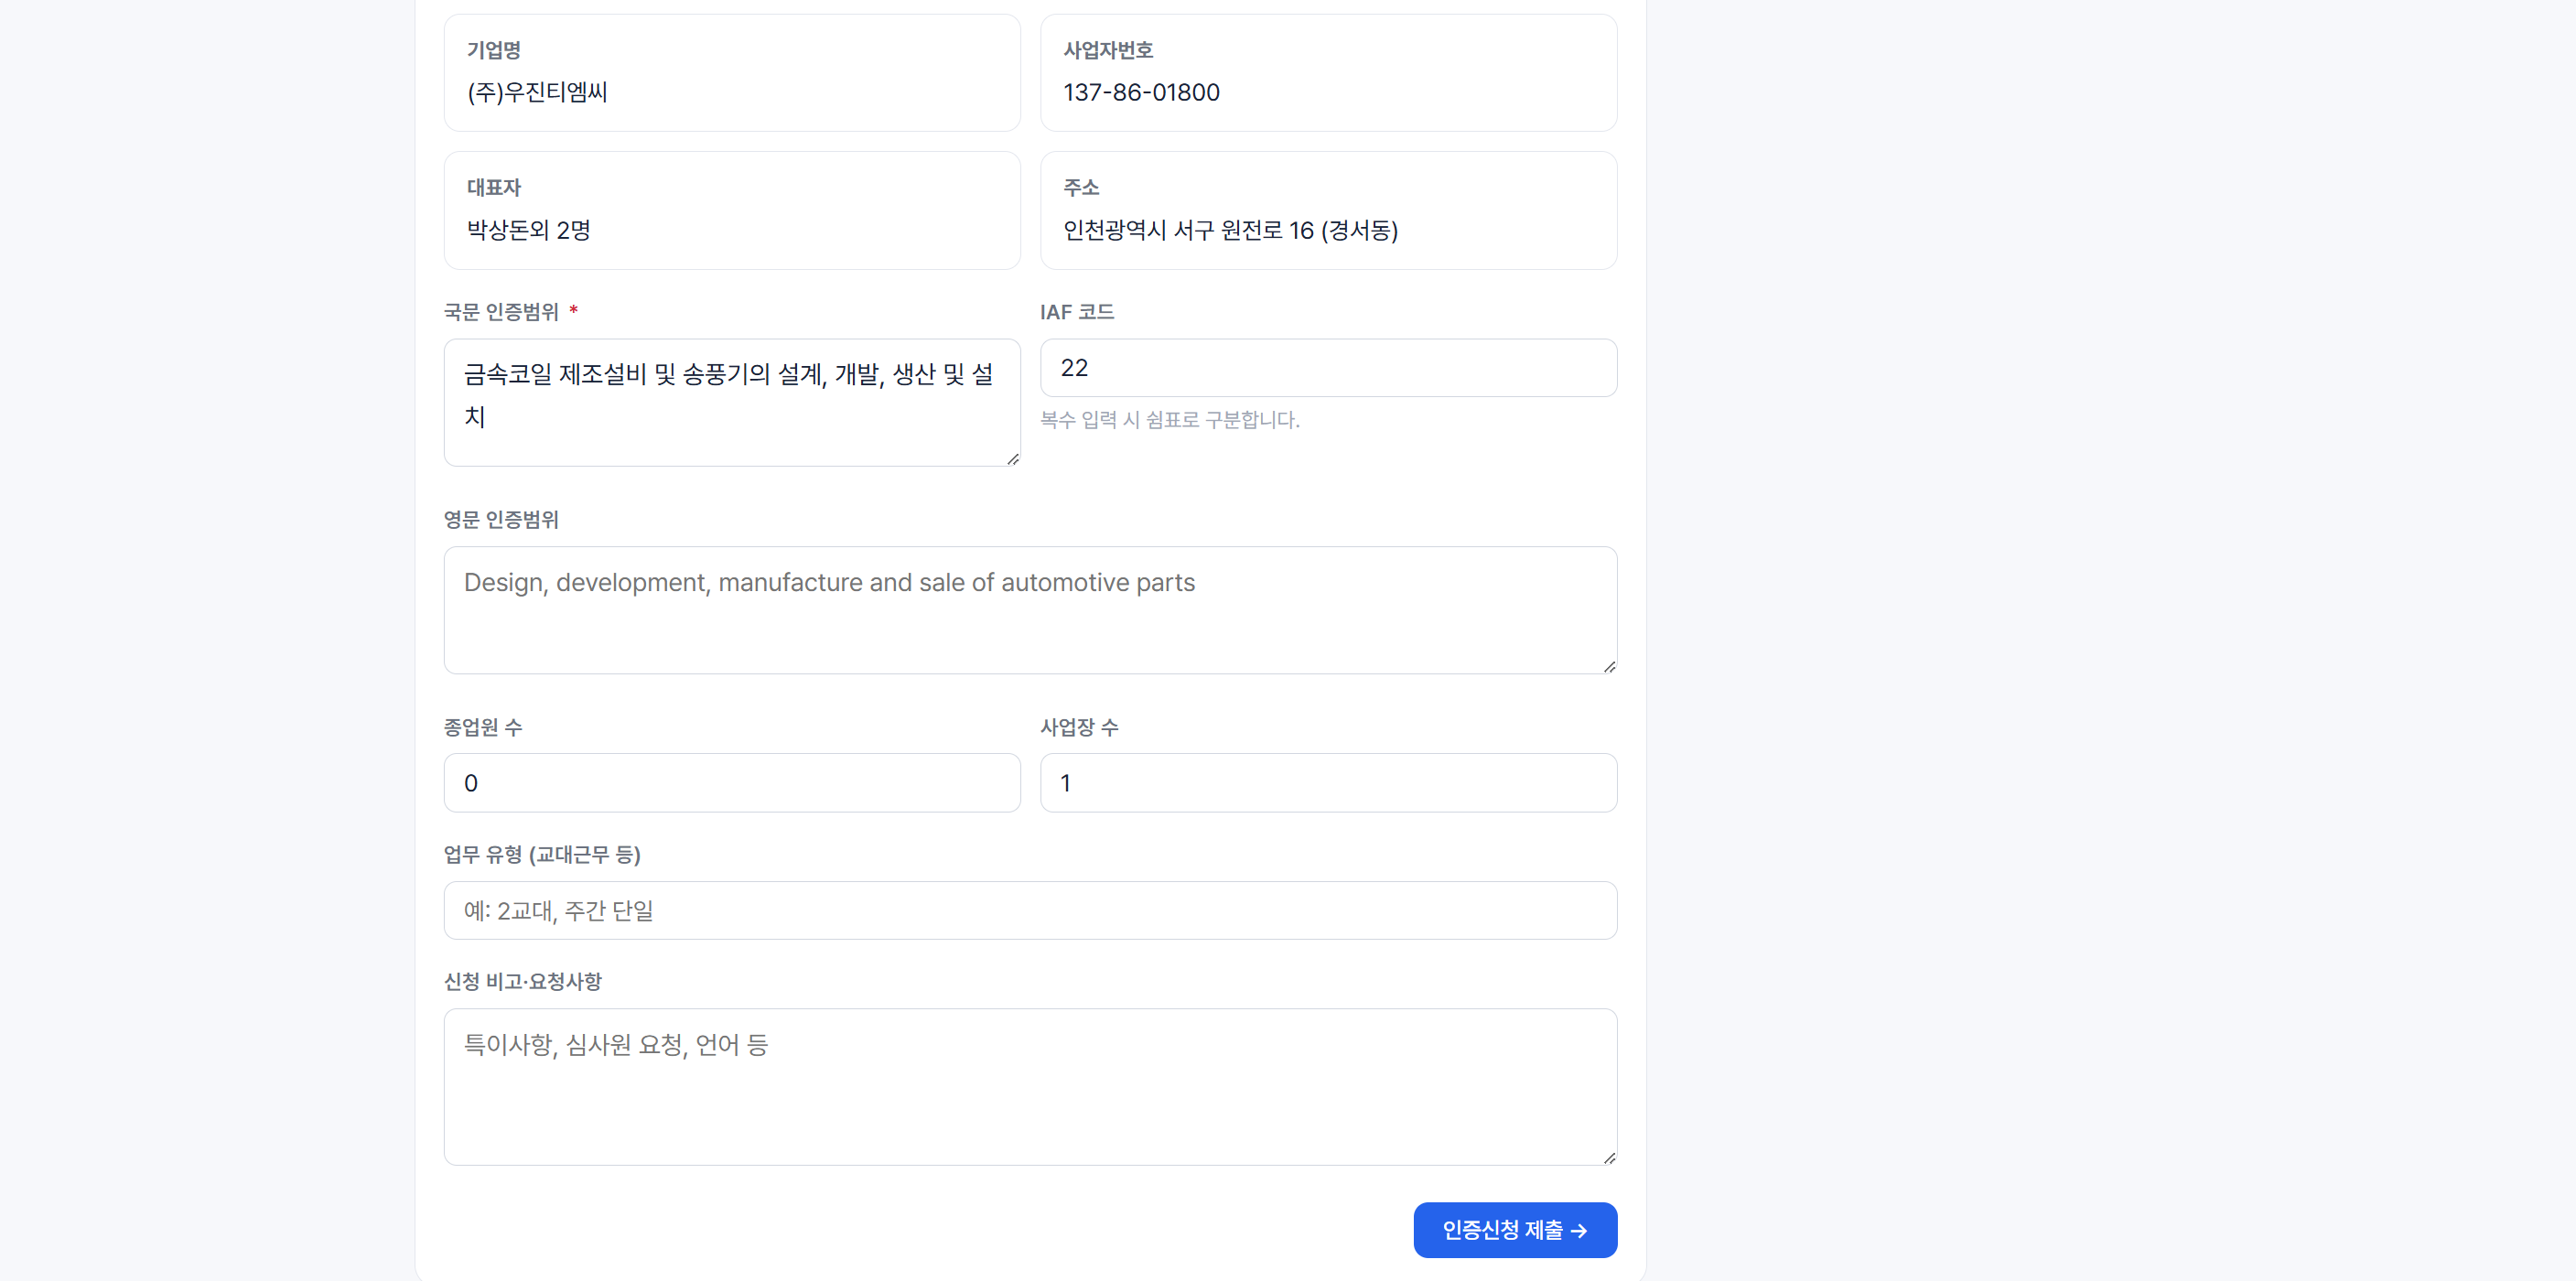 기업명
(주)우진티엠씨
사업자번호
137-86-01800
대표자
박상돈외 2명
주소
인천광역시 서구 원전로 16 (경서동)
국문 인증범위 *
금속코일 제조설비 및 송풍기의 설계, 개발, 생산 및 설
치
IAF 코드
22
복수 입력 시 쉼표로 구분합니다.
영문 인증범위
Design, development, manufacture and sale of automotive parts
종업원 수
0
사업장 수
1
업무 유형 (교대근무 등)
예: 2교대, 주간 단일
신청 비고·요청사항
특이사항, 심사원 요청, 언어 등
인증신청 제출 →